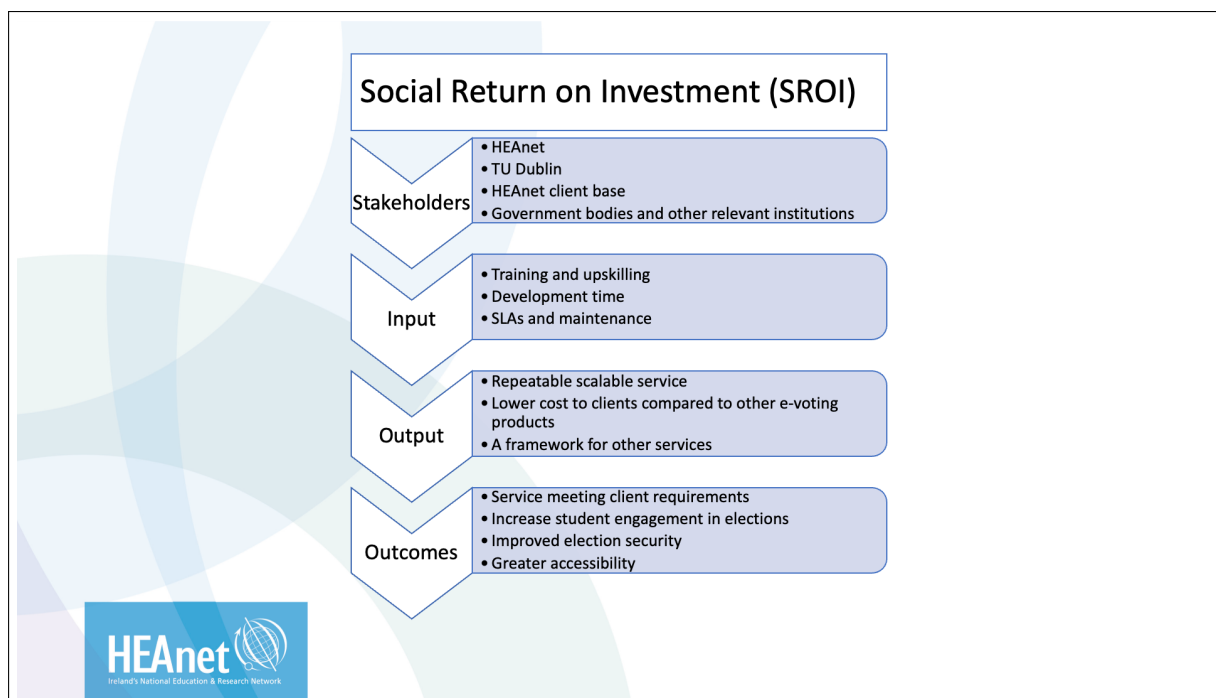 Social Return on Investment (SROI)
Stakeholders
• HEAnet
• TU Dublin
• HEAnet client base
• Government bodies and other relevant institutions
Input
• Training and upskilling
• Development time
• SLAs and maintenance
Output
• Repeatable scalable service
• Lower cost to clients compared to other e-voting
products
• A framework for other services
Outcomes
• Service meeting client requirements
• Increase student engagement in elections
• Improved election security
• Greater accessibility
HEAnet
Ireland's National Education & Research Network